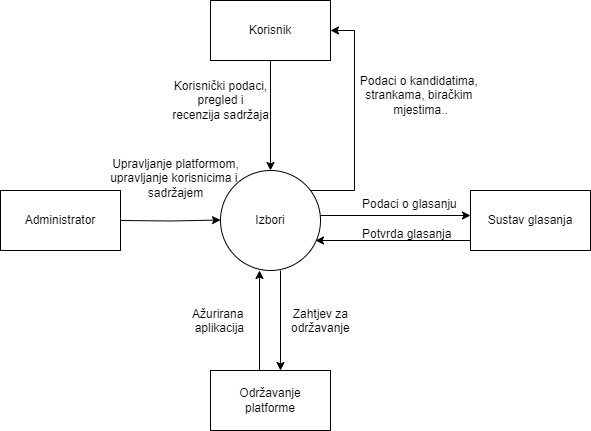 Korisnik
Korisnički podaci,
pregled i
recenzija sadržaja
Podaci o kandidatima,
strankama, biračkim
mjestima..
Upravljanje platformom,
upravljanje korisnicima i
sadržajem
Administrator
Izbori
Podaci o glasanju
Potvrda glasanja
Sustav glasanja
Ažurirana
aplikacija
Zahtjev za
održavanje
Održavanje
platforme